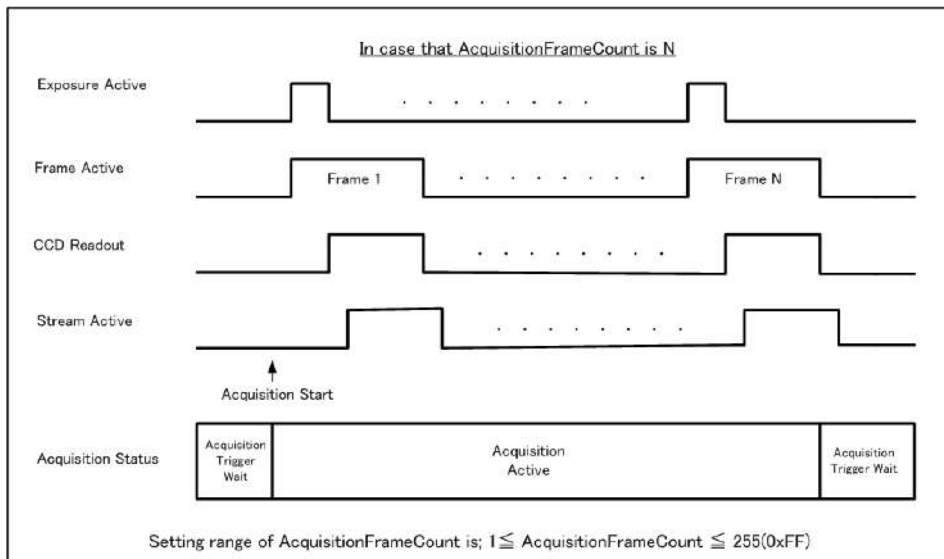 In case that AcquisitionFrameCount is N
Exposure Active
Frame Active
Frame 1
Frame N
CCD Readout
Stream Active
Acquisition Start
Acquisition Status
Acquisition
Trigger
Wait
Acquisition
Active
Acquisition
Trigger Wait
Setting range of AcquisitionFrameCount is; 1≦ AcquisitionFrameCount ≦ 255(0xFF)